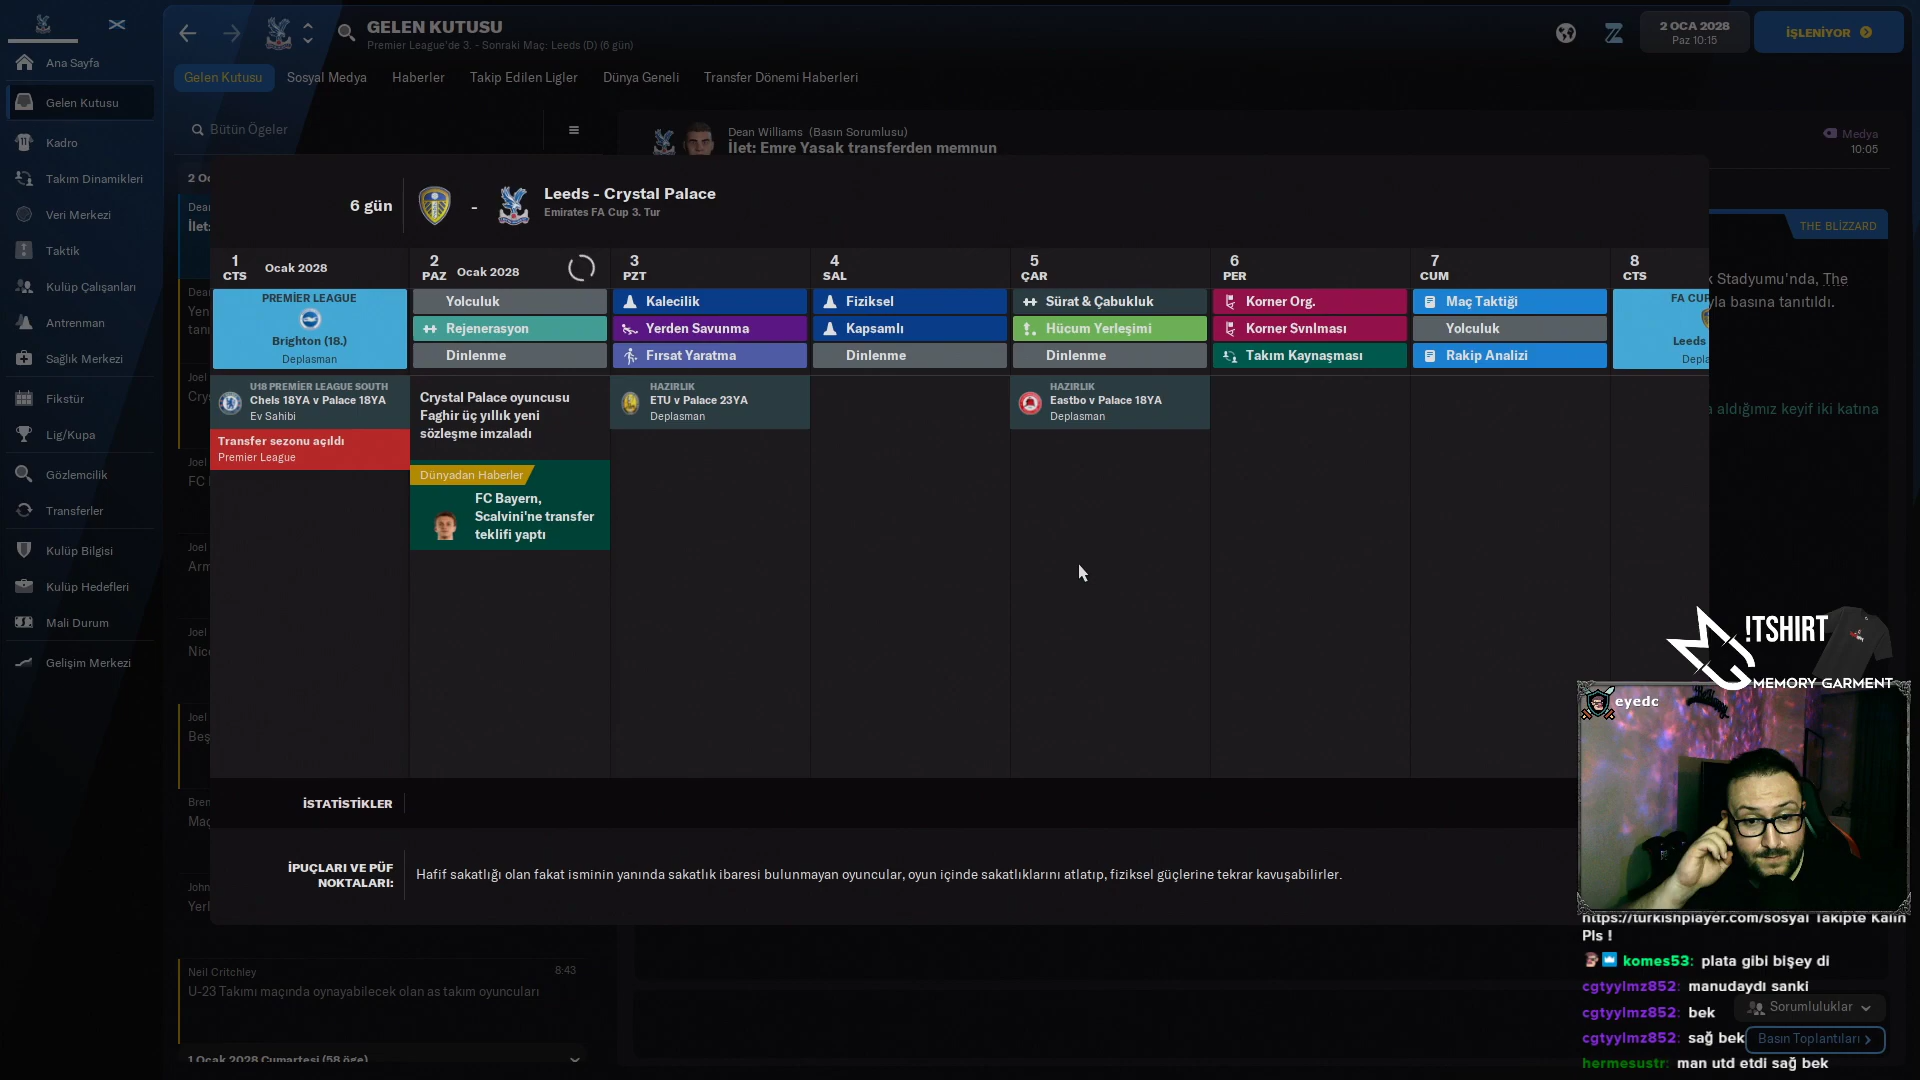 GELEN KUTUSU
Premier League'de 3. - Sonraki Maç: Leeds (D) (6 gün)
2 OCA 2028
Paz 10:15
İŞLENİYOR
Ana Sayfa
Gelen Kutusu
Kadro
Takım Dinamikleri
Veri Merkezi
Taktik
Kulüp Çalışanları
Antrenman
Sağlık Merkezi
Fikstür
Lig/Kupa
Gözlemcilik
Transferler
Kulüp Bilgisi
Kulüp Hedefleri
Mali Durum
Gelişim Merkezi
Gelen Kutusu
Sosyal Medya
Haberler
Takip Edilen Ligler
Dünya Geneli
Transfer Dönemi Haberleri
Bütün Ögeler
Dean Williams (Basın Sorumlusu)
İlet: Emre Yasak transferden memnun
Medya
10:05
THE BLİZZARD
k Stadyumu'nda, The
yla basına tanıtıldı.
a aldığımız keyif iki katına
6 gün
-
Leeds - Crystal Palace
Emirates FA Cup 3. Tur
1
CTS
Ocak 2028
PREMİER LEAGUE
Brighton (18.)
Deplasman
U18 PREMİER LEAGUE SOUTH
Chels 18YA v Palace 18YA
Ev Sahibi
Transfer sezonu açıldı
Premier League
2
PAZ
Ocak 2028
Yolculuk
Rejenerasyon
Dinlenme
Crystal Palace oyuncusu
Faghir üç yıllık yeni
sözleşme imzaladı
Dünyadan Haberler
FC Bayern,
Scalvini'ne transfer
teklifi yaptı
3
PZT
Kalecilik
Yerden Savunma
Fırsat Yaratma
HAZIRLIK
ETU v Palace 23YA
Deplasman
4
SAL
Fiziksel
Kapsamlı
Dinlenme
5
ÇAR
Sürat & Çabukluk
Hücum Yerleşimi
Dinlenme
HAZIRLIK
Eastbo v Palace 18YA
Deplasman
6
PER
Korner Org.
Korner Svnlması
Takım Kaynaşması
7
CUM
Maç Taktiği
Yolculuk
Rakip Analizi
8
CTS
FA CUP
Leeds
Depla
İSTATİSTİKLER
İPUÇLARI VE PÜF
NOKTALARI:
Hafif sakatlığı olan fakat isminin yanında sakatlık ibaresi bulunmayan oyuncular, oyun içinde sakatlıklarını atlatıp, fiziksel güçlerine tekrar kavuşabilirler.
Neil Critchley
8:43
U-23 Takımı maçında oynayabilecek olan as takım oyuncuları
1 Ocak 2028 Cumartesi (58 öge)
!TSHIRT
MEMORY GARMENT
eyedc
https://turkishplayer.com/sosyal Takipte Kalın
Pls !
komes53: plata gibi bişey di
cgtyylmz852: manudaydı sanki
cgtyylmz852: bek
cgtyylmz852: sağ bek
hermesustr: man utd etdi sağ bek
Sorumluluklar
Basın Toplantıları